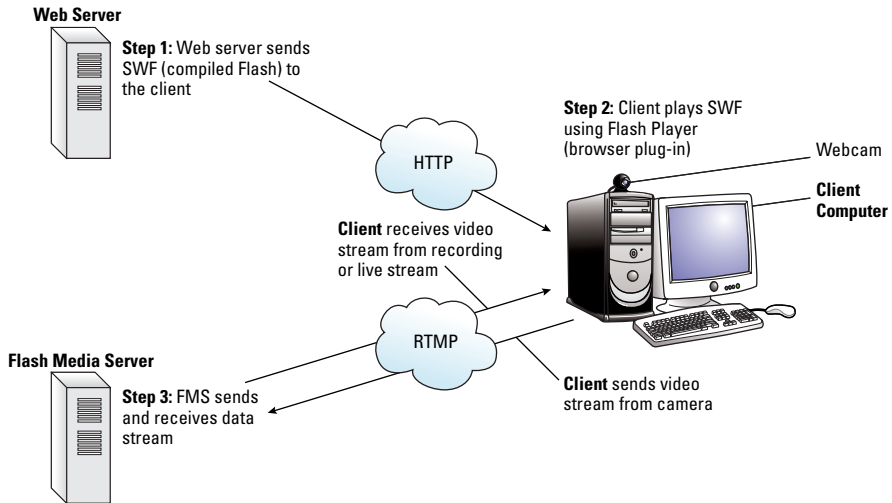 Web Server
Step 1: Web server sends
SWF (compiled Flash) to
the client
HTTP
Step 2: Client plays SWF
using Flash Player
(browser plug-in)
Webcam
Client
Computer
Client receives video
stream from recording
or live stream
RTMP
Flash Media Server
Step 3: FMS sends
and receives data
stream
Client sends video
stream from camera